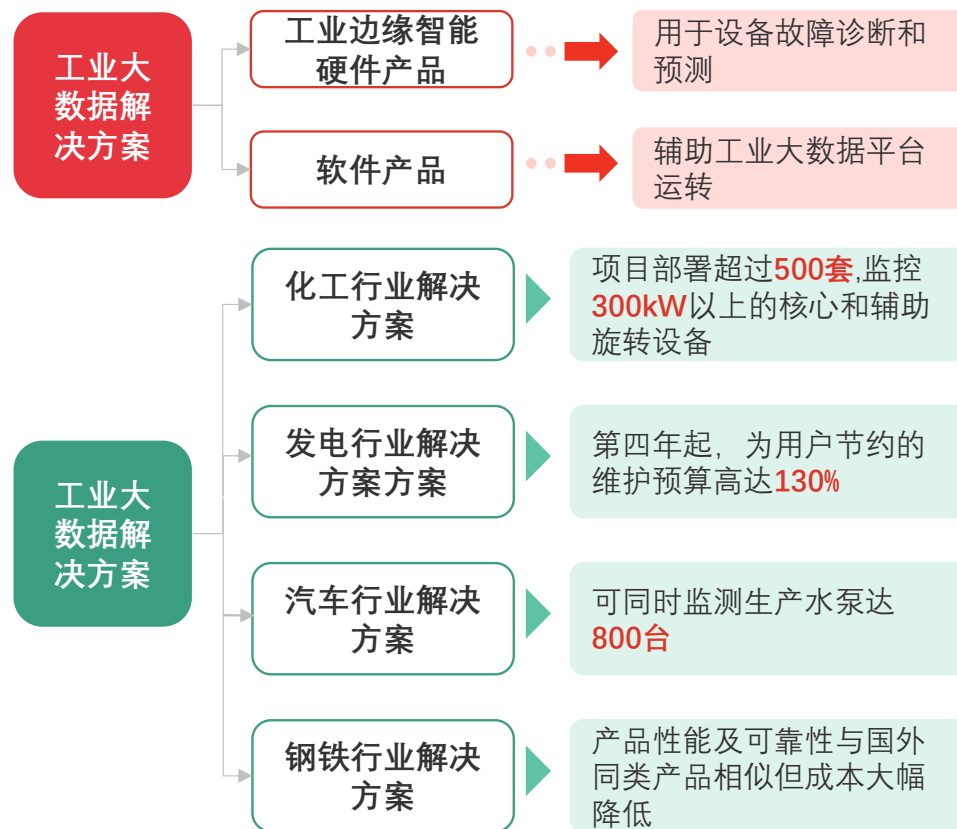 工业大
数据解
决方案
工业边缘智能
硬件产品
用于设备故障诊断和
预测
软件产品
辅助工业大数据平台
运转
工业大
数据解
决方案
化工行业解决
方案
项目部署超过500套,监控
300kW以上的核心和辅助
旋转设备
发电行业解决
方案方案
第四年起，为用户节约的
维护预算高达130%
汽车行业解决
方案
可同时监测生产水泵达
800台
钢铁行业解决
方案
产品性能及可靠性与国外
同类产品相似但成本大幅
降低